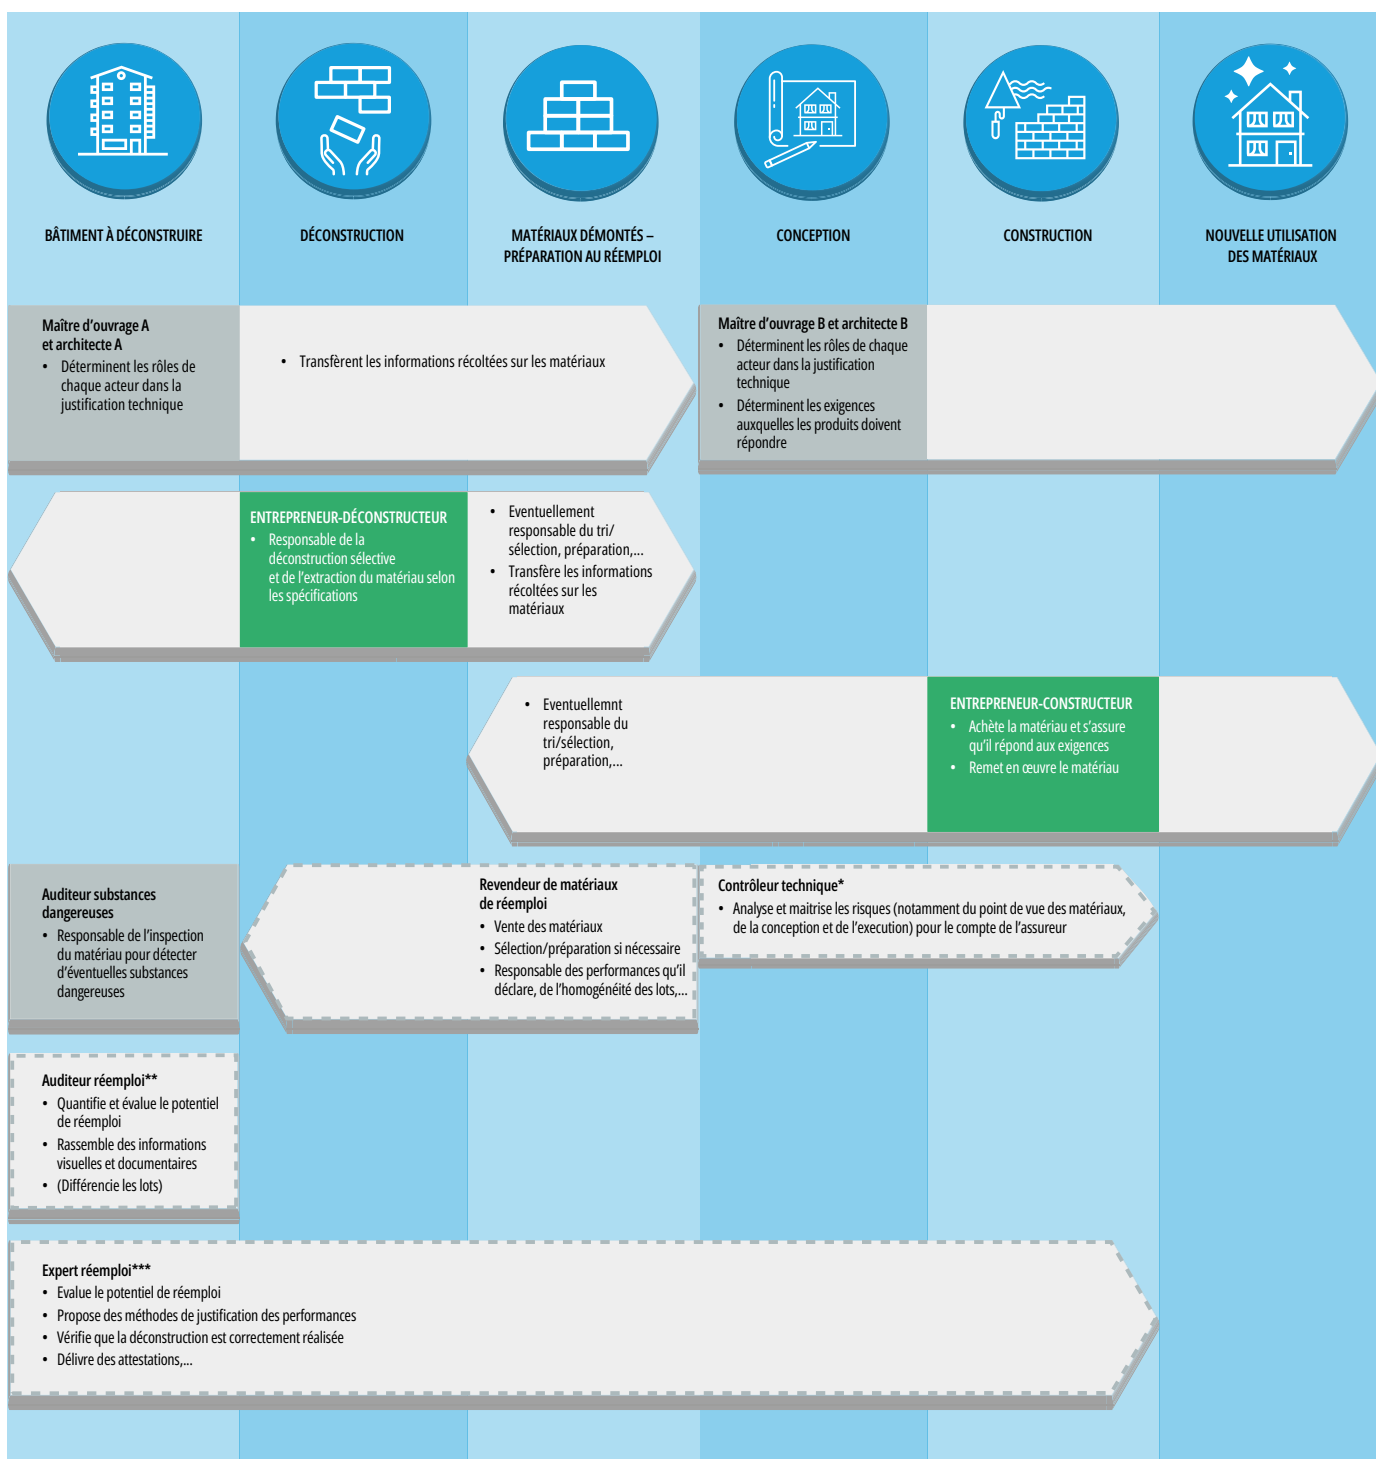 BÂTIMENT À DÉCONSTRUIRE
DÉCONSTRUCTION
MATÉRIAUX DÉMONTÉS –
PRÉPARATION AU RÉEMPLOI
CONCEPTION
CONSTRUCTION
NOUVELLE UTILISATION
DES MATÉRIAUX
Maître d'ouvrage A
et architecte A
• Déterminent les rôles de
chaque acteur dans la
justification technique
• Transfèrent les informations récoltées sur les matériaux
Maître d'ouvrage B et architecte B
• Déterminent les rôles de chaque
acteur dans la justification
technique
• Déterminent les exigences
auxquelles les produits doivent
répondre
ENTREPRENEUR-DÉCONSTRUCTEUR
• Responsable de la
déconstruction sélective
et de l'extraction du matériau selon
les spécifications
• Eventuellement
responsable du tri/
sélection, préparation,...
• Transfère les informations
récoltées sur les
matériaux
• Eventuellemnt
responsable du
tri/sélection,
préparation,...
ENTREPRENEUR-CONSTRUCTEUR
• Achète la matériau et s'assure
qu'il répond aux exigences
• Remet en œuvre le matériau
Auditeur substances
dangereuses
• Responsable de l'inspection
du matériau pour détecter
d'éventuelles substances
dangereuses
Revendeur de matériaux
de réemploi
• Vente des matériaux
• Sélection/préparation si nécessaire
• Responsable des performances qu'il
déclare, de l'homogénéité des lots,...
Contrôleur technique*
• Analyse et maitrise les risques (notamment du point de vue des matériaux,
de la conception et de l'execution) pour le compte de l'assureur
Auditeur réemploi**
• Quantifie et évalue le potentiel
de réemploi
• Rassemble des informations
visuelles et documentaires
• (Différencie les lots)
Expert réemploi***
• Evalue le potentiel de réemploi
• Propose des méthodes de justification des performances
• Vérifie que la déconstruction est correctement réalisée
• Délivre des attestations,...